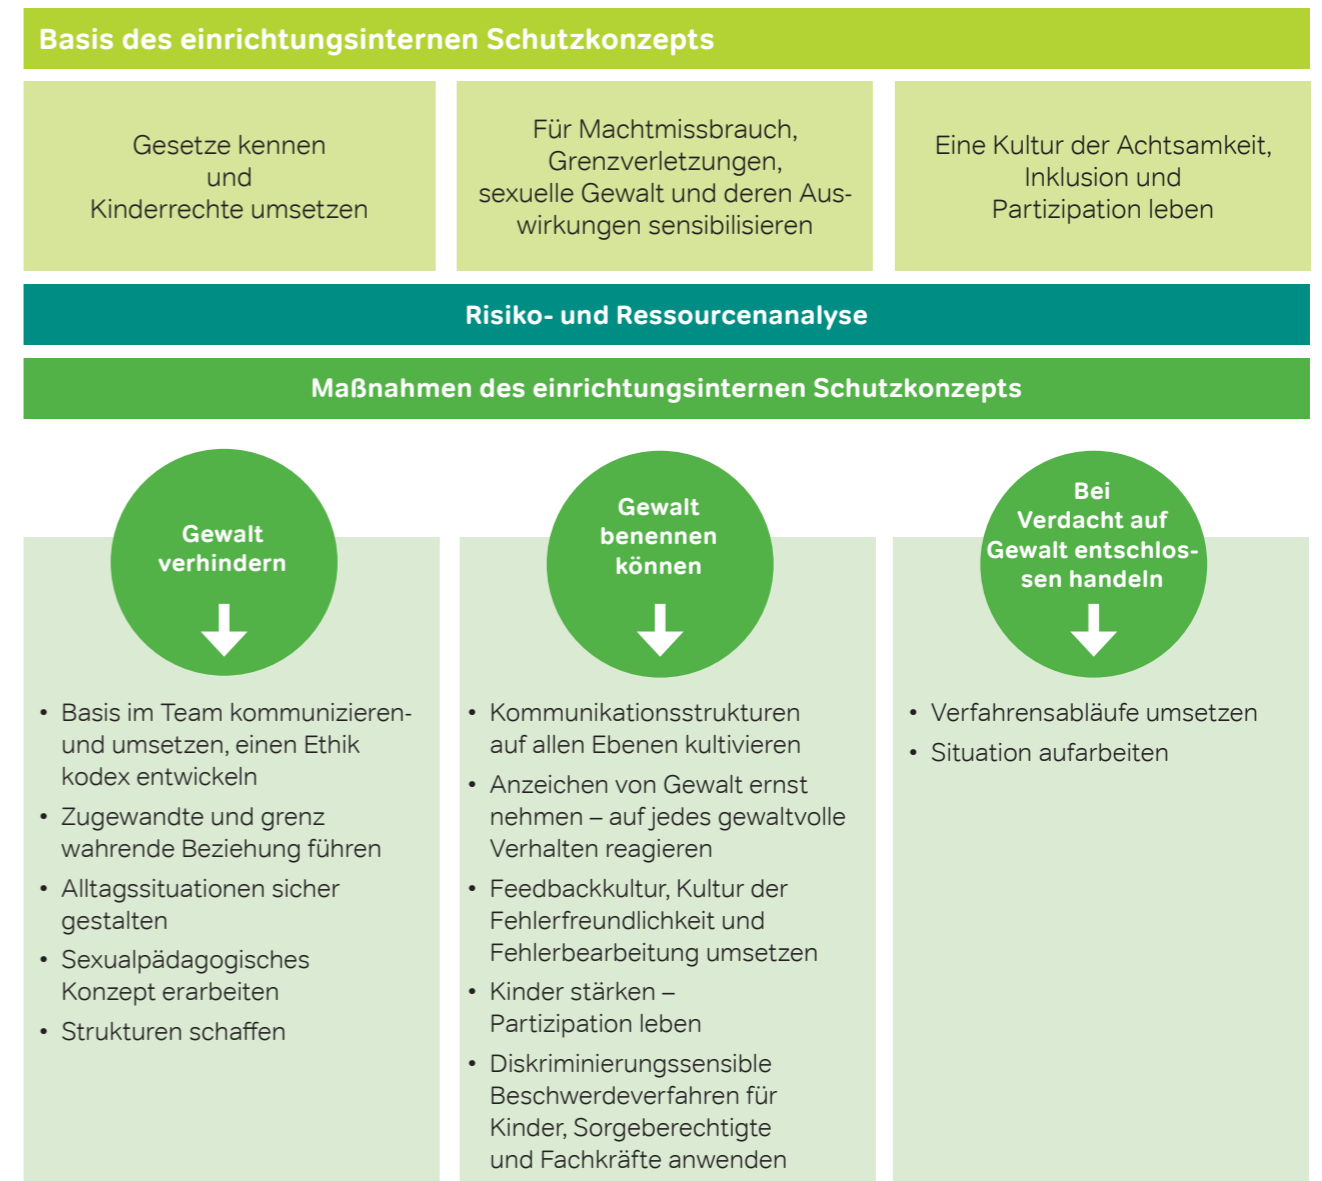 Basis des einrichtungsinternen Schutzkonzepts
Gesetze kennen
und
Kinderrechte umsetzen
Für Machtmissbrauch,
Grenzverletzungen,
sexuelle Gewalt und deren Aus-
wirkungen sensibilisieren
Eine Kultur der Achtsamkeit,
Inklusion und
Partizipation leben
Risiko- und Ressourcenanalyse
Maßnahmen des einrichtungsinternen Schutzkonzepts
Gewalt
verhindern
• Basis im Team kommunizieren-
und umsetzen, einen Ethik
kodex entwickeln
• Zugewandte und grenz
wahrende Beziehung führen
• Alltagssituationen sicher
gestalten
• Sexualpädagogisches
Konzept erarbeiten
• Strukturen schaffen
Gewalt
benennen
können
• Kommunikationsstrukturen
auf allen Ebenen kultivieren
• Anzeichen von Gewalt ernst
nehmen – auf jedes gewaltvolle
Verhalten reagieren
• Feedbackkultur, Kultur der
Fehlerfreundlichkeit und
Fehlerbearbeitung umsetzen
• Kinder stärken –
Partizipation leben
• Diskriminierungssensible
Beschwerdeverfahren für
Kinder, Sorgeberechtigte
und Fachkräfte anwenden
Bei
Verdacht auf
Gewalt entschlos-
sen handeln
• Verfahrensabläufe umsetzen
• Situation aufarbeiten